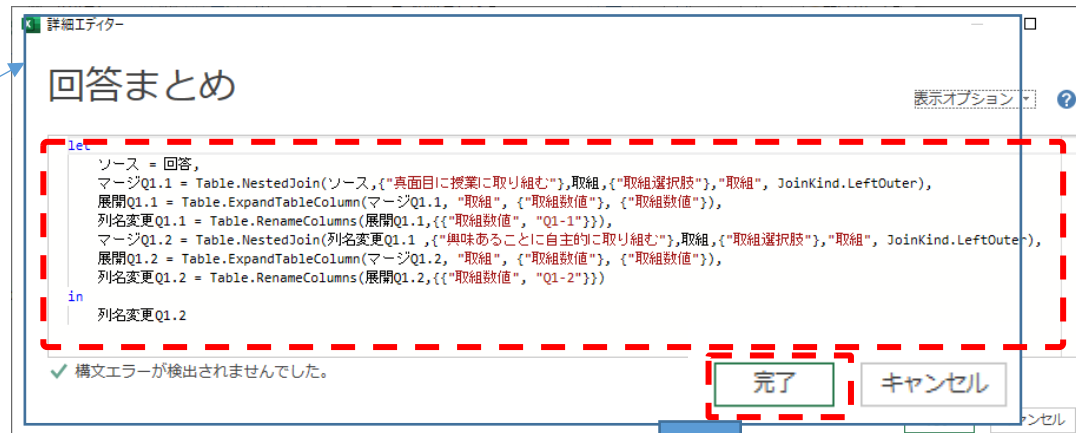 詳細エディター
回答まとめ
表示オプション
let
ソース = 回答,
マージQ1.1 = Table.NestedJoin(ソース,{"真面目に授業に取り組む"},取組,{"取組選択肢"},"取組", JoinKind.LeftOuter),
展開Q1.1 = Table.ExpandTableColumn(マージQ1.1, "取組", {"取組数値"}, {"取組数値"}),
列名変更Q1.1 = Table.RenameColumns(展開Q1.1,{{"取組数値", "Q1-1"}}),
マージQ1.2 = Table.NestedJoin(列名変更Q1.1 ,{"興味あることに自主的に取り組む"},取組,{"取組選択肢"},"取組", JoinKind.LeftOuter),
展開Q1.2 = Table.ExpandTableColumn(マージQ1.2, "取組", {"取組数値"}, {"取組数値"}),
列名変更Q1.2 = Table.RenameColumns(展開Q1.2,{{"取組数値", "Q1-2"}})
in
列名変更Q1.2
構文エラーが検出されませんでした。
完了 キャンセル
ンセル